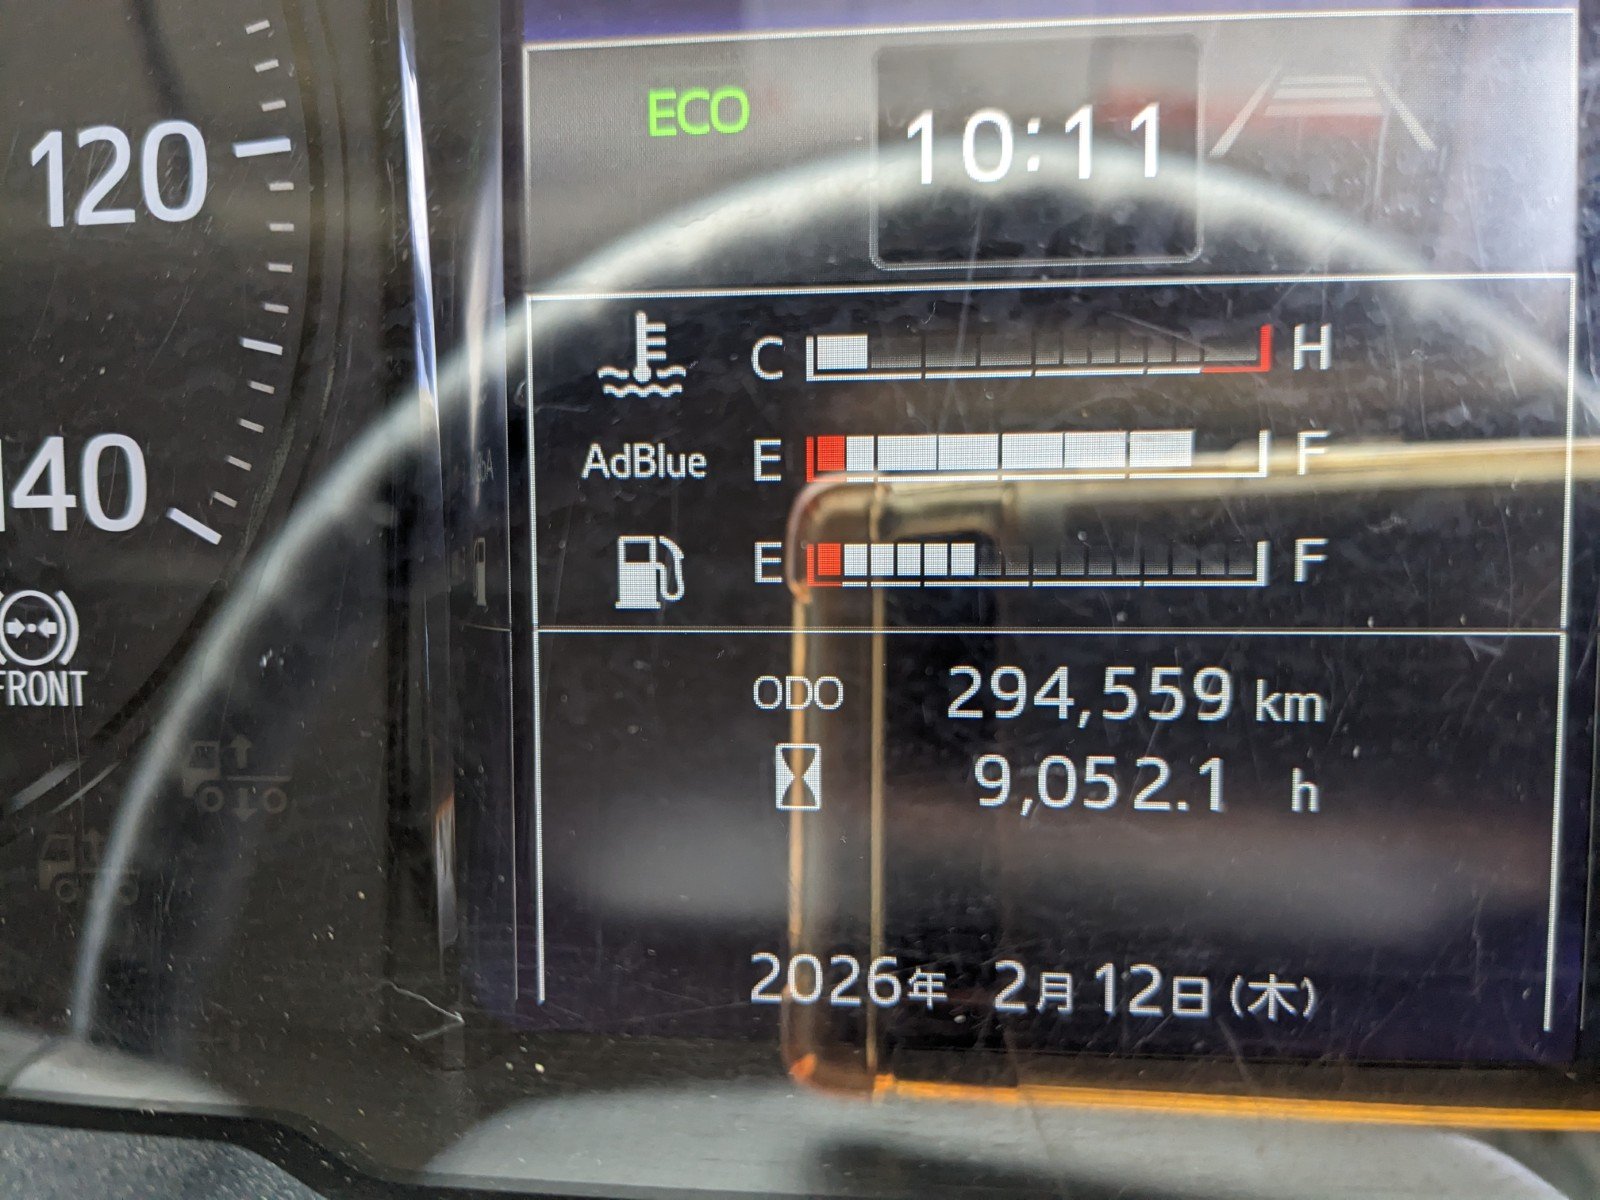 120
140
FRONT
ECO
10:11
C H
AdBlue E F
E F
ODO 294,559 km
9,052.1 h
2026年 2月12日(木)